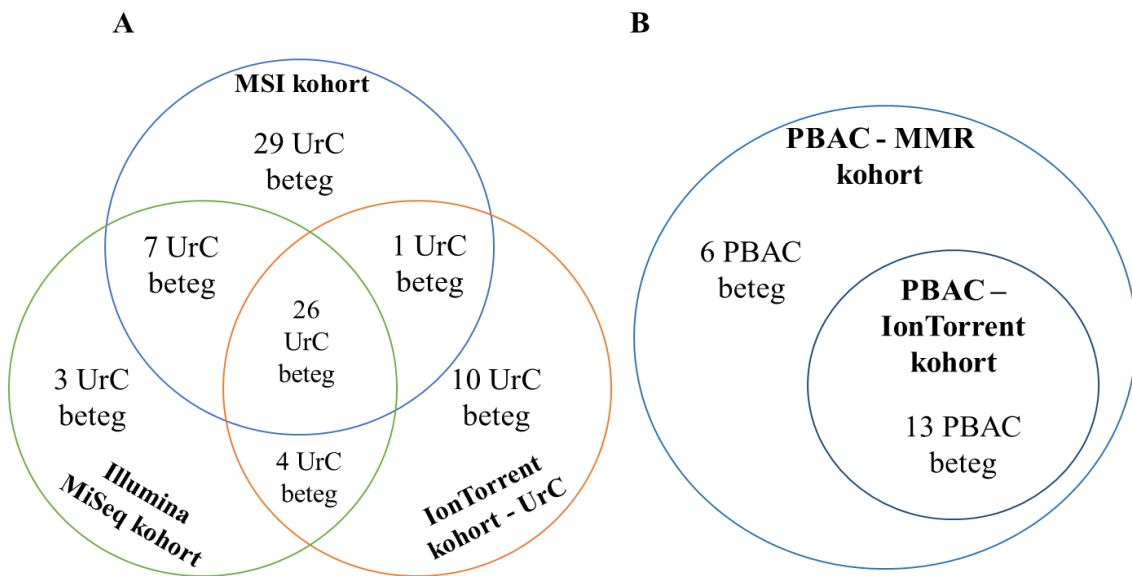 A
MSI kohort
29 UrC
beteg
7 UrC
beteg
1 UrC
beteg
26
UrC
beteg
3 UrC
beteg
10 UrC
beteg
4 UrC
beteg
Illumina
MiSeq kohort
IonTorrent
kohort - UrC
B
PBAC - MMR
kohort
6 PBAC
beteg
PBAC –
IonTorrent
kohort
13 PBAC
beteg